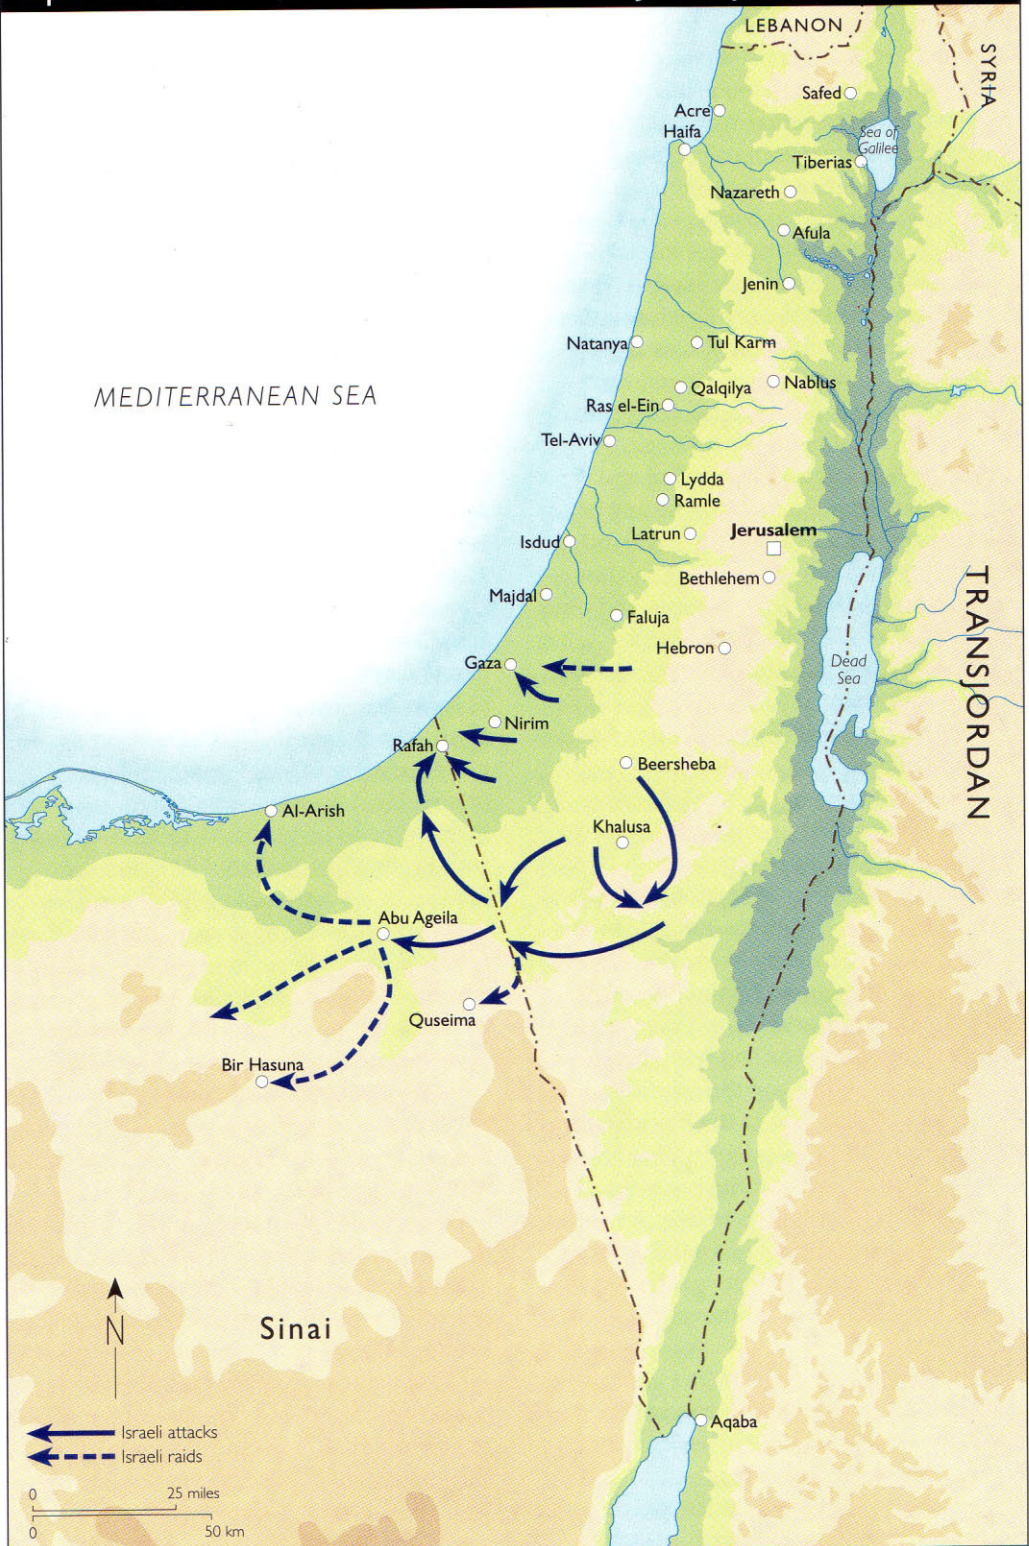 LEBANON
SYRIA
Safed
Acre
Haifa
Sea of
Galilee
Tiberias
Nazareth
Afula
Jenin
Natanya
Tul Karm
MEDITERRANEAN SEA
Qalqilya
Nablus
Ras el-Ein
Tel-Aviv
Lydda
Ramle
Latrun
Jerusalem
Isdud
Bethlehem
TRANSJORDAN
Majdal
Faluja
Hebron
Gaza
Dead
Sea
Nirim
Rafah
Beersheba
Al-Arish
Khalusa
Abu Ageila
Quseima
Bir Hasuna
Sinai
N
Aqaba
Israeli attacks
Israeli raids
0 25 miles
0 50 km